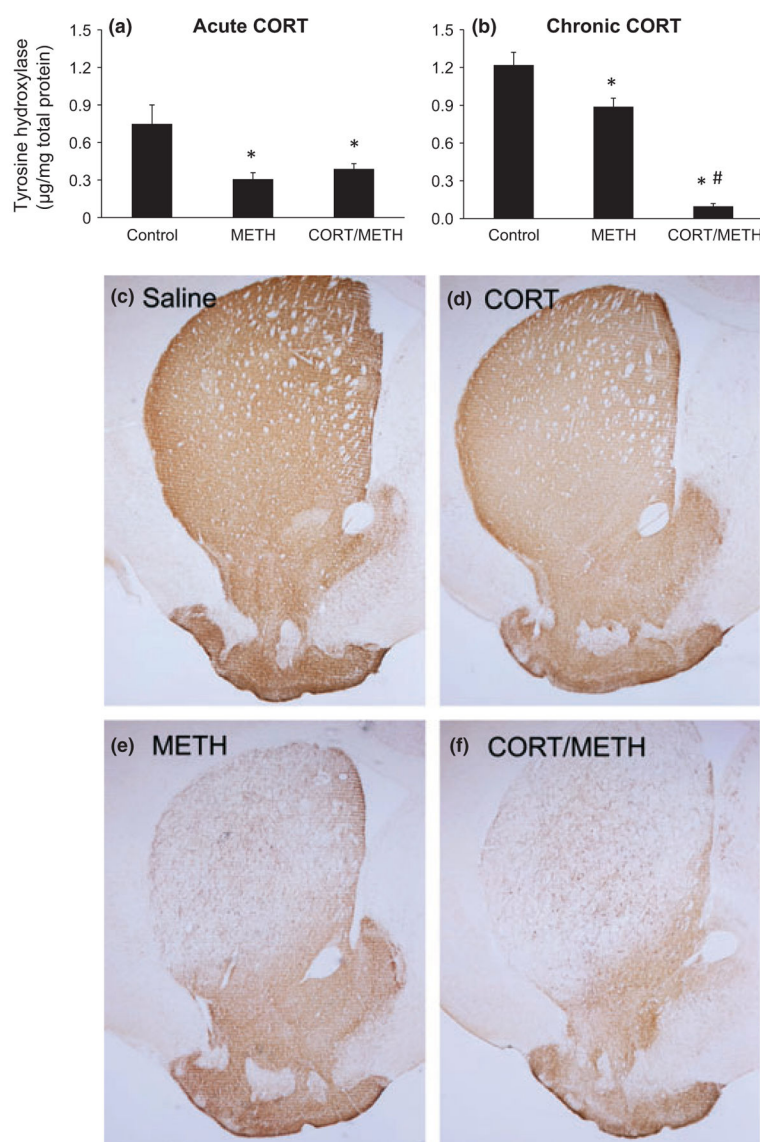 (a) Acute CORT
Tyrosine hydroxylase
(µg/mg total protein)
1.5
1.2
0.9
0.6
0.3
0
*
*
Control METH CORT/METH
(b) Chronic CORT
1.5
1.2
0.9
0.6
0.3
0.0
*
* #
Control METH CORT/METH
(c) Saline
(d) CORT
(e) METH
(f) CORT/METH